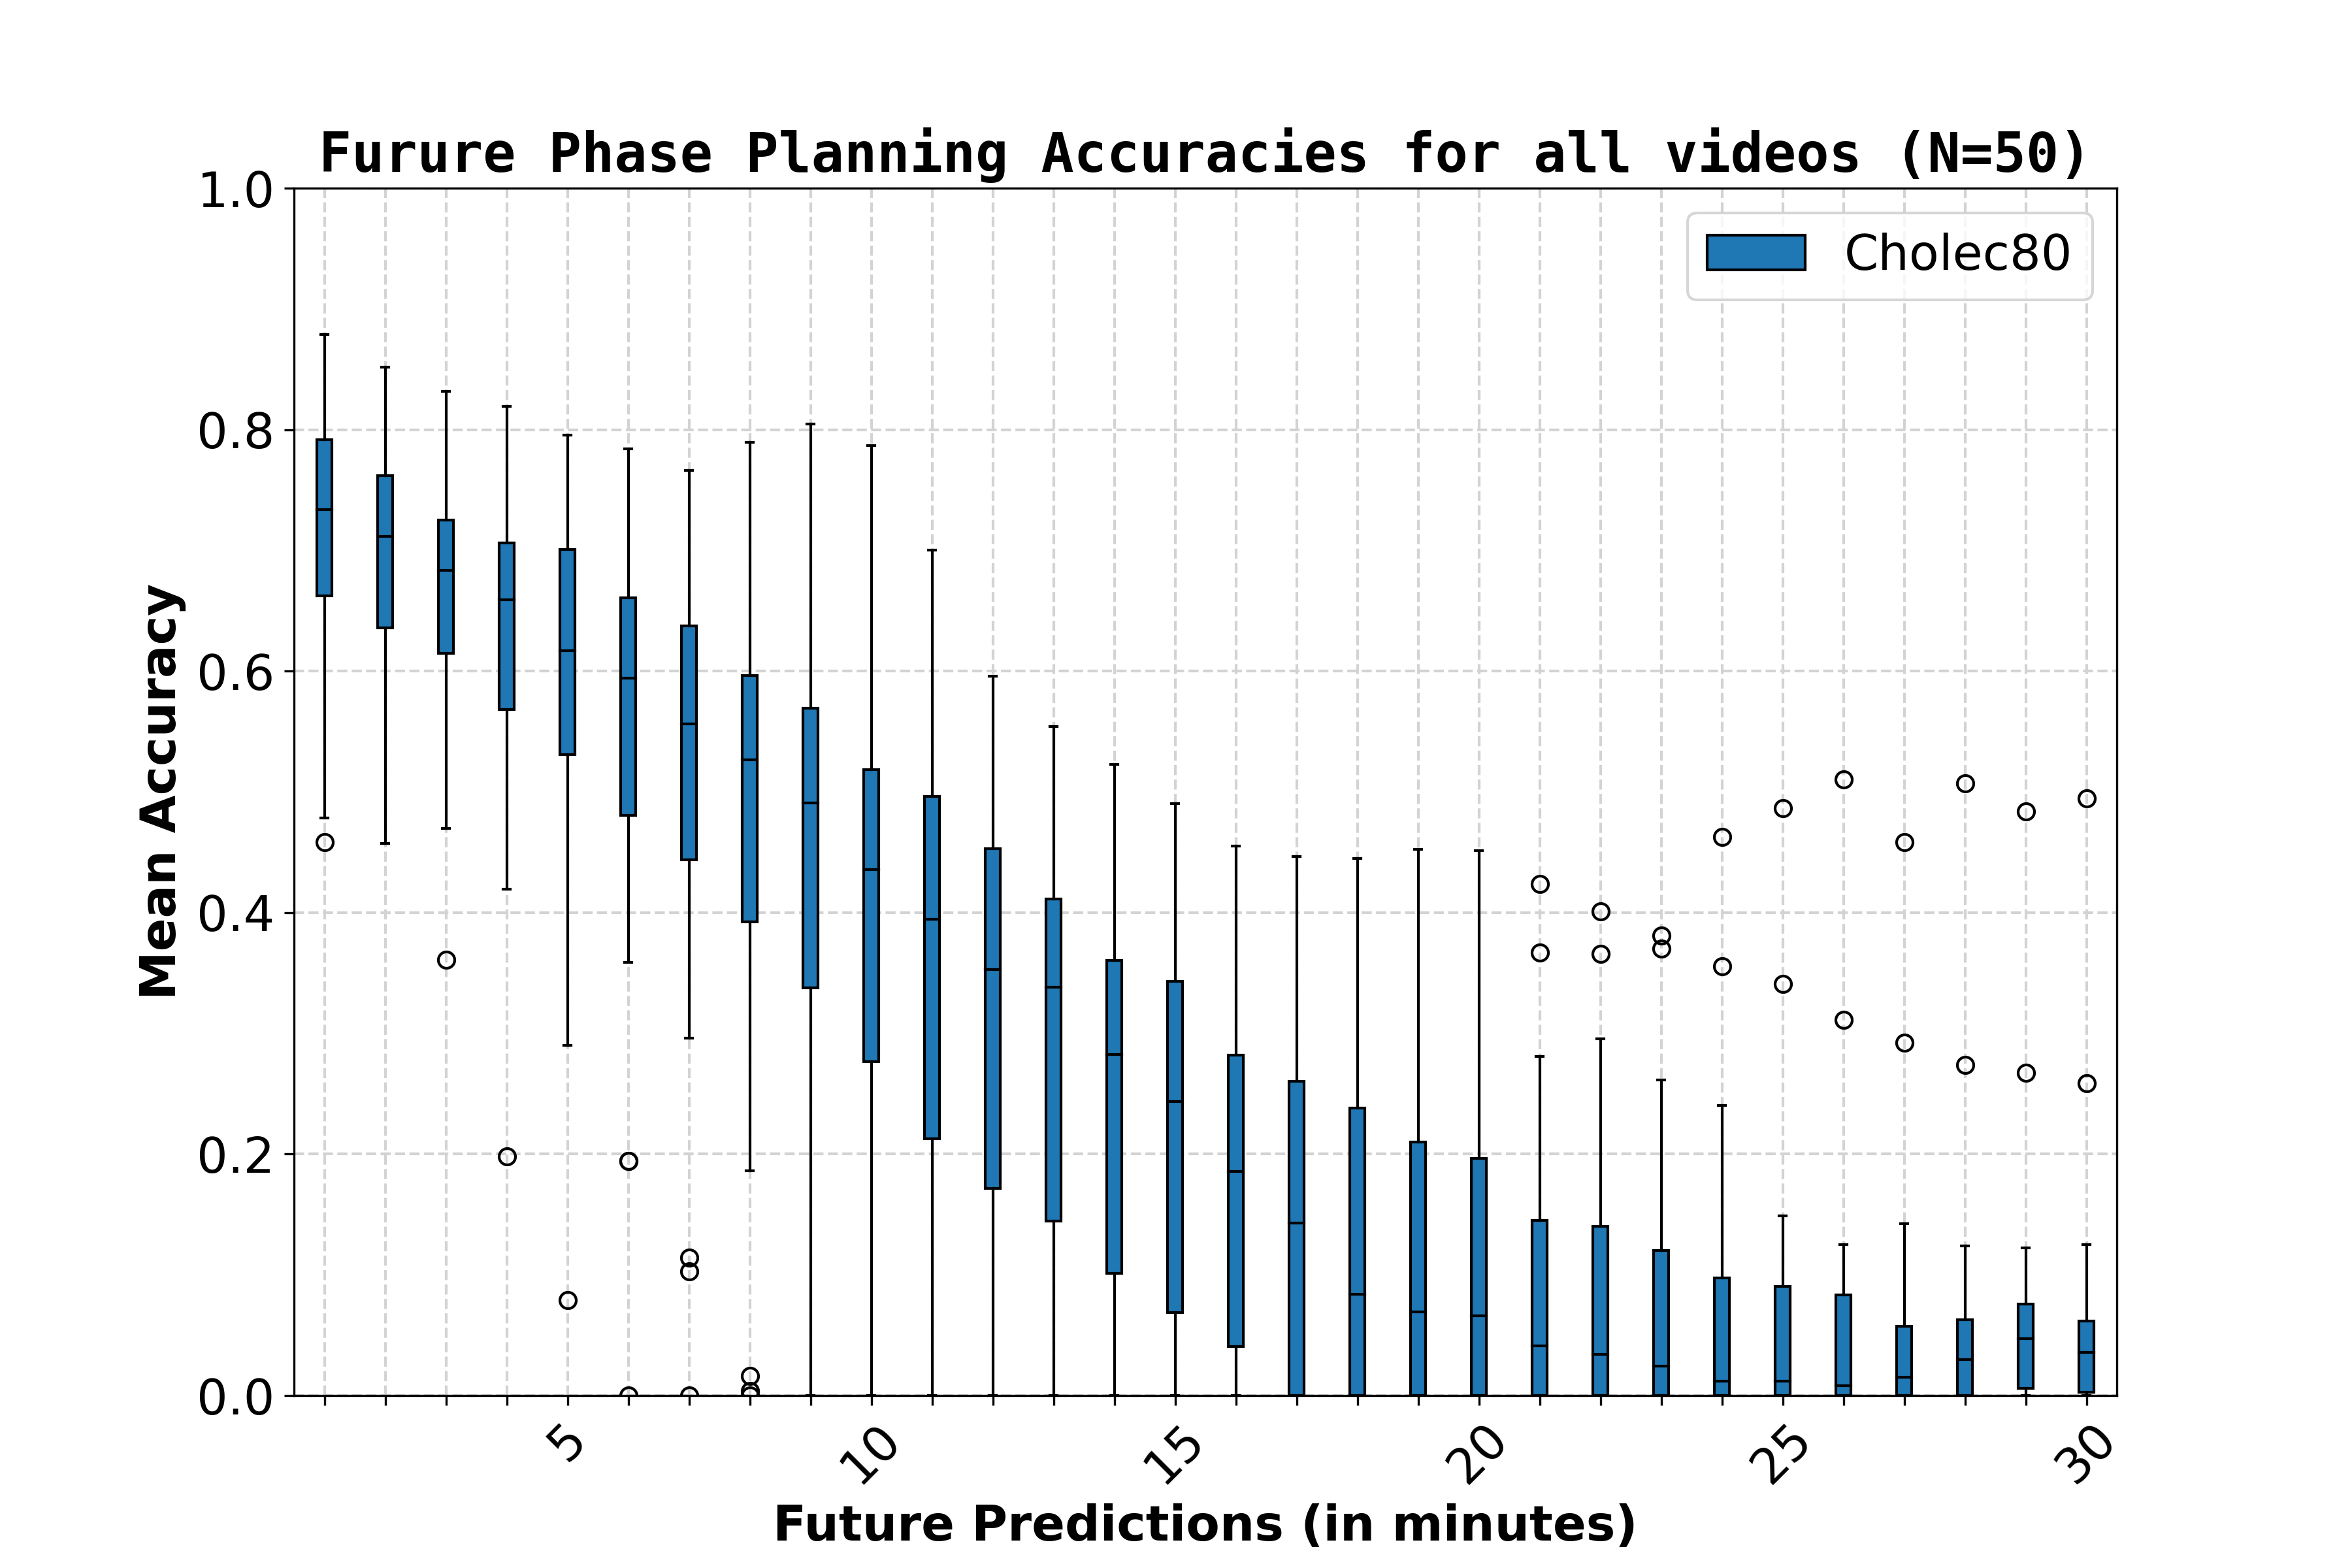 Furure Phase Planning Accuracies for all videos (N=50)
1.0
Cholec80
0.8
0.6
0.4
0.2
0.0
Mean Accuracy
5 10 15 20 25 30
Future Predictions (in minutes)